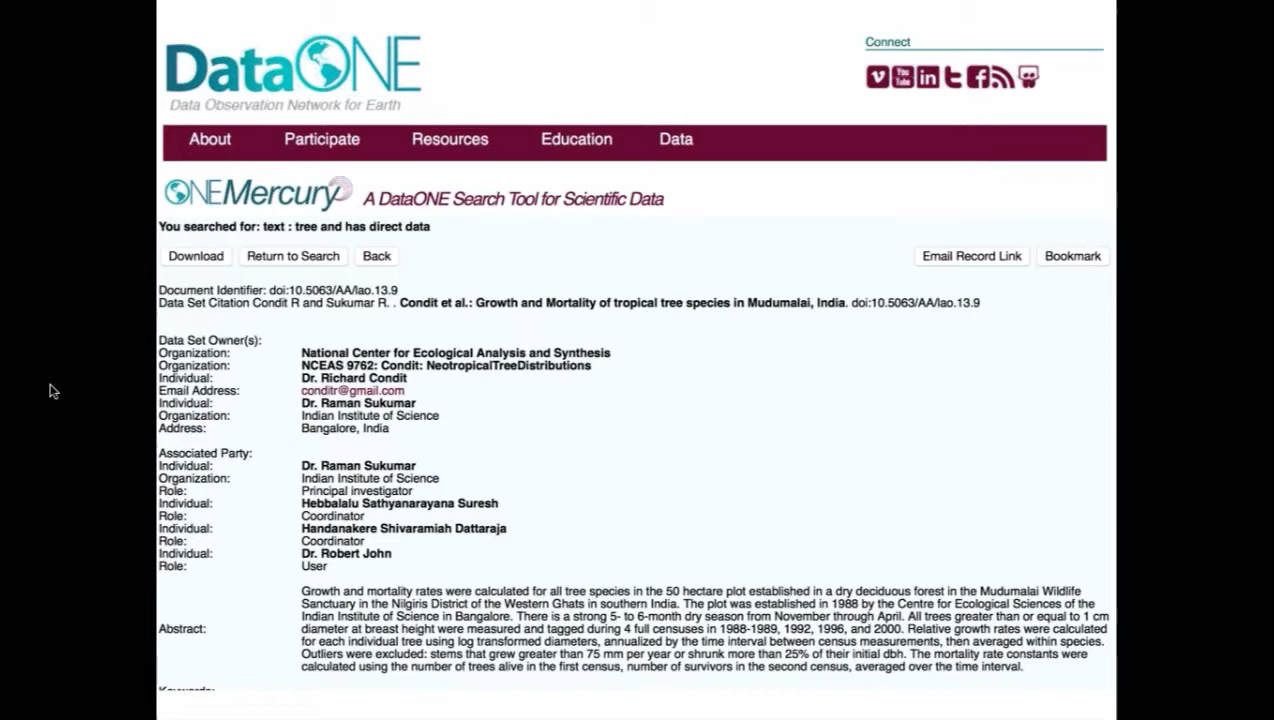 DataONE
Data Observation Network for Earth
Connect
About Participate Resources Education Data
ONEMercury A DataONE Search Tool for Scientific Data
You searched for: text : tree and has direct data
Download Return to Search Back Email Record Link Bookmark
Document Identifier: doi:10.5063/AA/lao.13.9
Data Set Citation Condit R and Sukumar R. . Condit et al.: Growth and Mortality of tropical tree species in Mudumalai, India. doi:10.5063/AA/lao.13.9
Data Set Owner(s):
Organization: National Center for Ecological Analysis and Synthesis
Organization: NCEAS 9762: Condit: NeotropicalTreeDistributions
Individual: Dr. Richard Condit
Email Address: conditr@gmail.com
Individual: Dr. Raman Sukumar
Organization: Indian Institute of Science
Address: Bangalore, India
Associated Party:
Individual: Dr. Raman Sukumar
Organization: Indian Institute of Science
Role: Principal investigator
Individual: Hebbalalu Sathyanarayana Suresh
Role: Coordinator
Individual: Handanakere Shivaramiah Dattaraja
Role: Coordinator
Individual: Dr. Robert John
Role: User
Growth and mortality rates were calculated for all tree species in the 50 hectare plot established in a dry deciduous forest in the Mudumalai Wildlife
Sanctuary in the Nilgiris District of the Western Ghats in southern India. The plot was established in 1988 by the Centre for Ecological Sciences of the
Indian Institute of Science in Bangalore. There is a strong 5- to 6-month dry season from November through April. All trees greater than or equal to 1 cm
Abstract: diameter at breast height were measured and tagged during 4 full censuses in 1988-1989, 1992, 1996, and 2000. Relative growth rates were calculated
for each individual tree using log transformed diameters, annualized by the time interval between census measurements, then averaged within species.
Outliers were excluded: stems that grew greater than 75 mm per year or shrunk more than 25% of their initial dbh. The mortality rate constants were
calculated using the number of trees alive in the first census, number of survivors in the second census, averaged over the time interval.